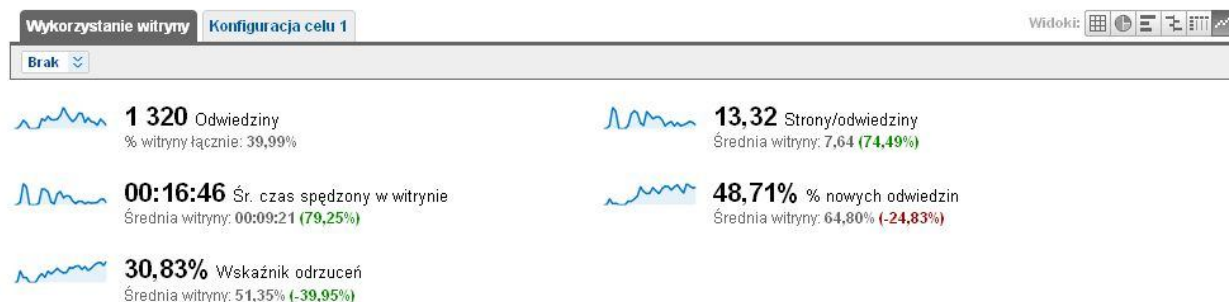 Wykorzystanie witryny Konfiguracja celu 1 Widoki:
Brak
1 320 Odwiedziny
% witryny łącznie: 39,99%
13,32 Strony/odwiedziny
Średnia witryny: 7,64 (74,49%)
00:16:46 Śr. czas spędzony w witrynie
Średnia witryny: 00:09:21 (79,25%)
48,71% % nowych odwiedzin
Średnia witryny: 64,80% (-24,83%)
30,83% Wskaźnik odrzuceń
Średnia witryny: 51,35% (-39,95%)